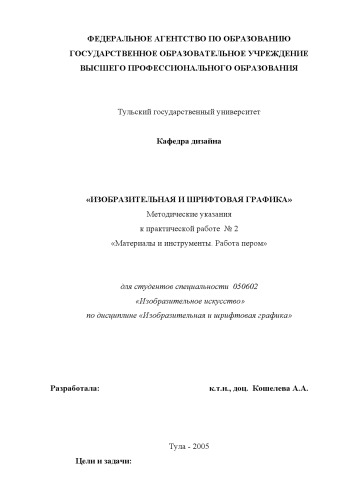 ФЕДЕРАЛЬНОЕ АГЕНТСТВО ПО ОБРАЗОВАНИЮ
ГОСУДАРСТВЕННОЕ ОБРАЗОВАТЕЛЬНОЕ УЧРЕЖДЕНИЕ
ВЫСШЕГО ПРОФЕССИОНАЛЬНОГО ОБРАЗОВАНИЯ
Тульский государственный университет
Кафедра дизайна
«ИЗОБРАЗИТЕЛЬНАЯ И ШРИФТОВАЯ ГРАФИКА»
Методические указания
к практической работе № 2
«Материалы и инструменты. Работа пером»
для студентов специальности 050602
«Изобразительное искусство»
по дисциплине «Изобразительная и шрифтовая графика»
Разработала: к.т.н., доц. Кошелева А.А.
Тула - 2005
Цели и задачи: